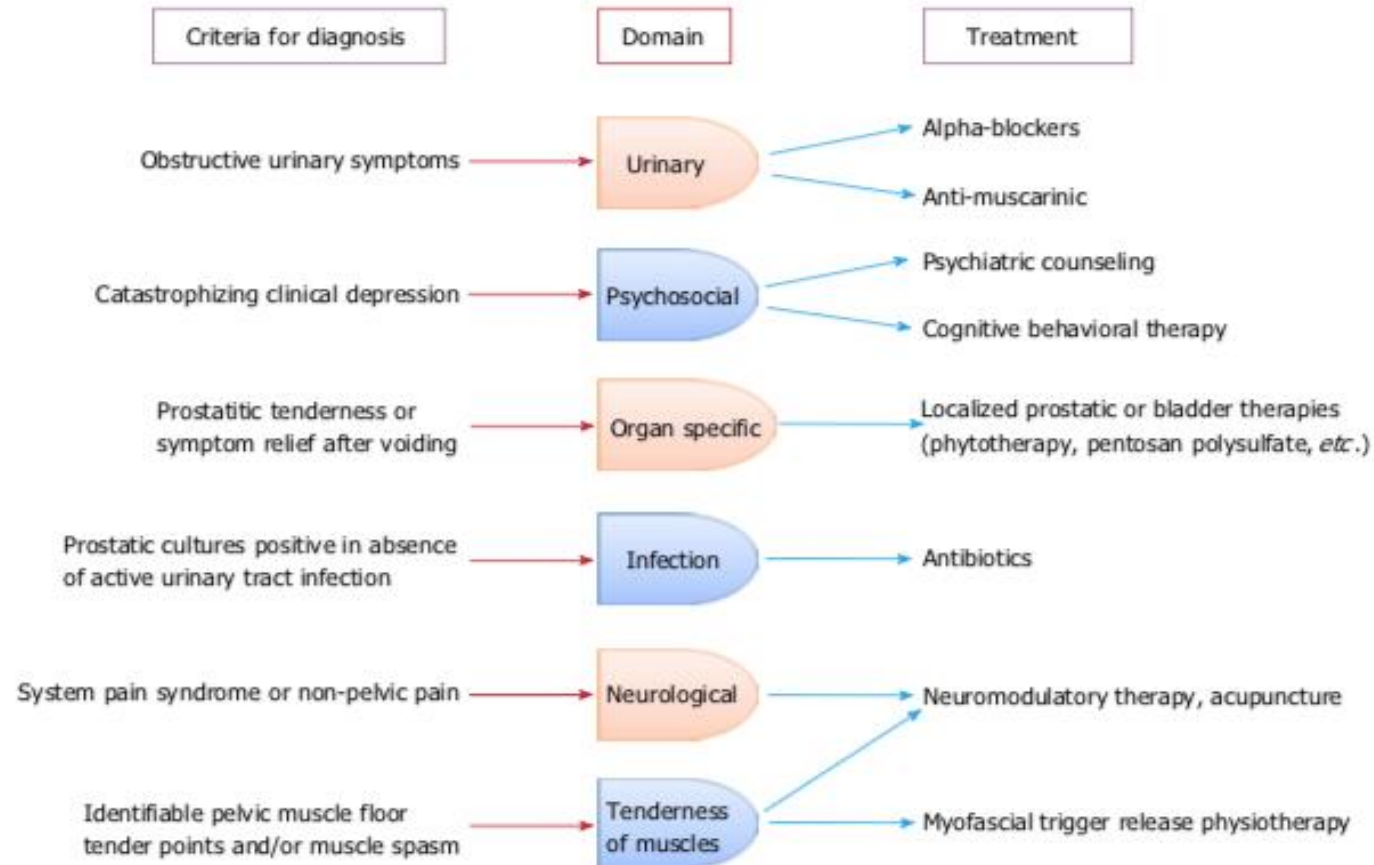 Criteria for diagnosis
Domain
Treatment
Obstructive urinary symptoms
Urinary
Alpha-blockers
Anti-muscarinic
Catastrophizing clinical depression
Psychosocial
Psychiatric counseling
Cognitive behavioral therapy
Prostatitic tenderness or
symptom relief after voiding
Organ specific
Localized prostatic or bladder therapies
(phytotherapy, pentosan polysulfate, etc.)
Prostatic cultures positive in absence
of active urinary tract infection
Infection
Antibiotics
System pain syndrome or non-pelvic pain
Neurological
Neuromodulatory therapy, acupuncture
Identifiable pelvic muscle floor
tender points and/or muscle spasm
Tenderness
of muscles
Myofascial trigger release physiotherapy